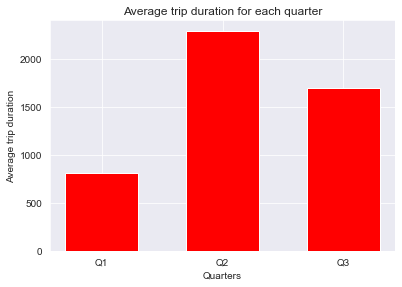 Average trip duration for each quarter
2000
1500
1000
500
0
Average trip duration
Q1 Q2 Q3
Quarters